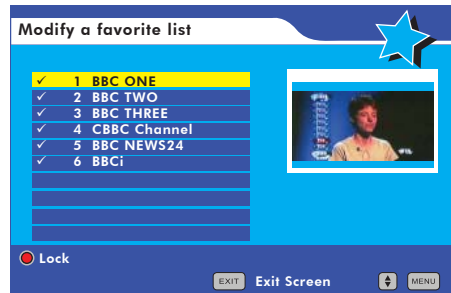 Modify a favorite list
✓ 1 BBC ONE
✓ 2 BBC TWO
✓ 3 BBC THREE
✓ 4 CBBC Channel
✓ 5 BBC NEWS24
✓ 6 BBCi
Lock
EXIT Exit Screen MENU